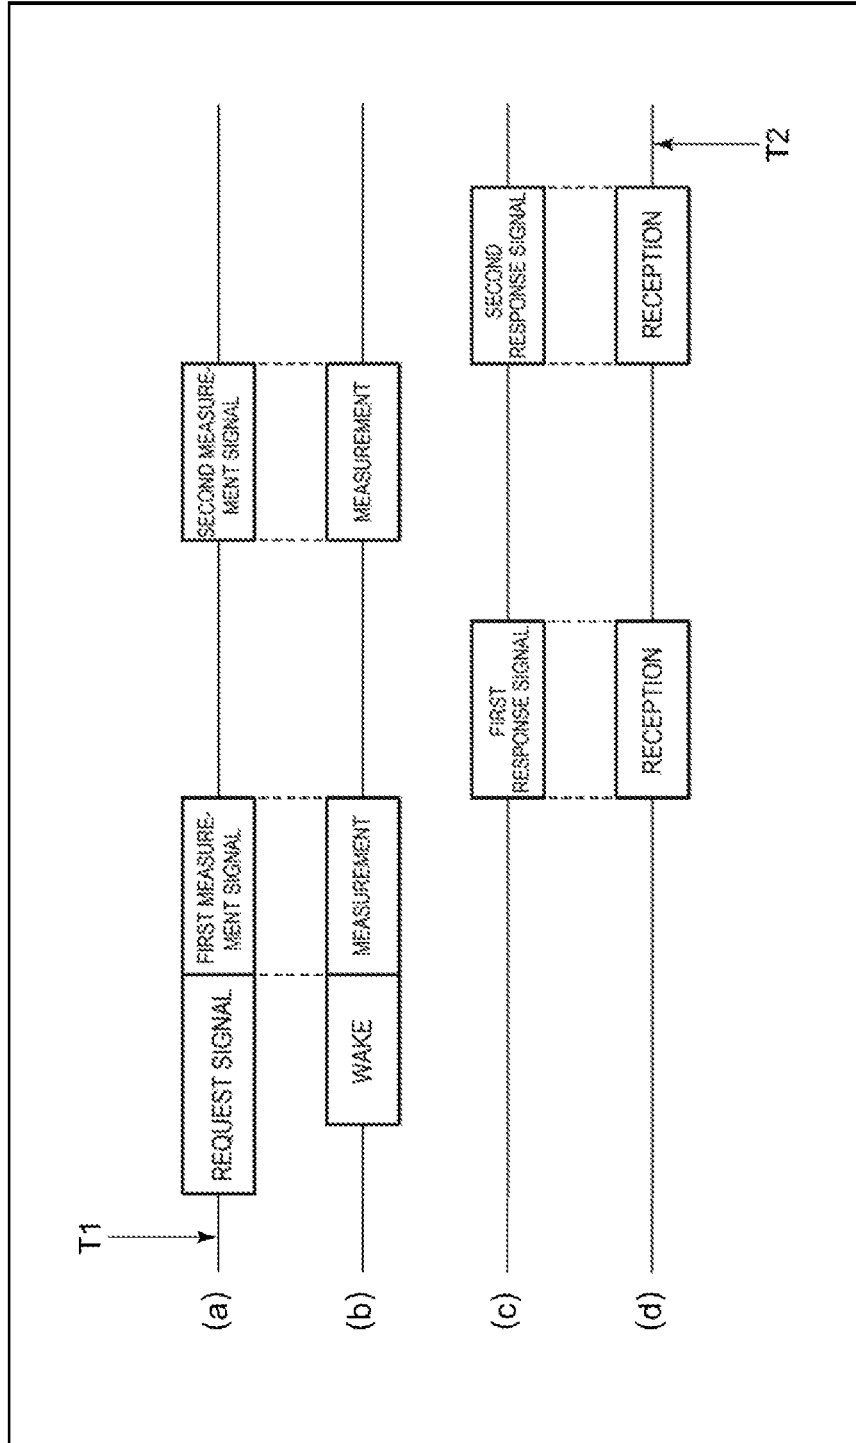 T1
(a)
REQUEST SIGNAL
FIRST MEASURE-
MENT SIGNAL
SECOND MEASURE-
MENT SIGNAL
(b)
WAKE
MEASUREMENT
MEASUREMENT
(c)
FIRST
RESPONSE SIGNAL
SECOND
RESPONSE SIGNAL
(d)
RECEPTION
RECEPTION
T2